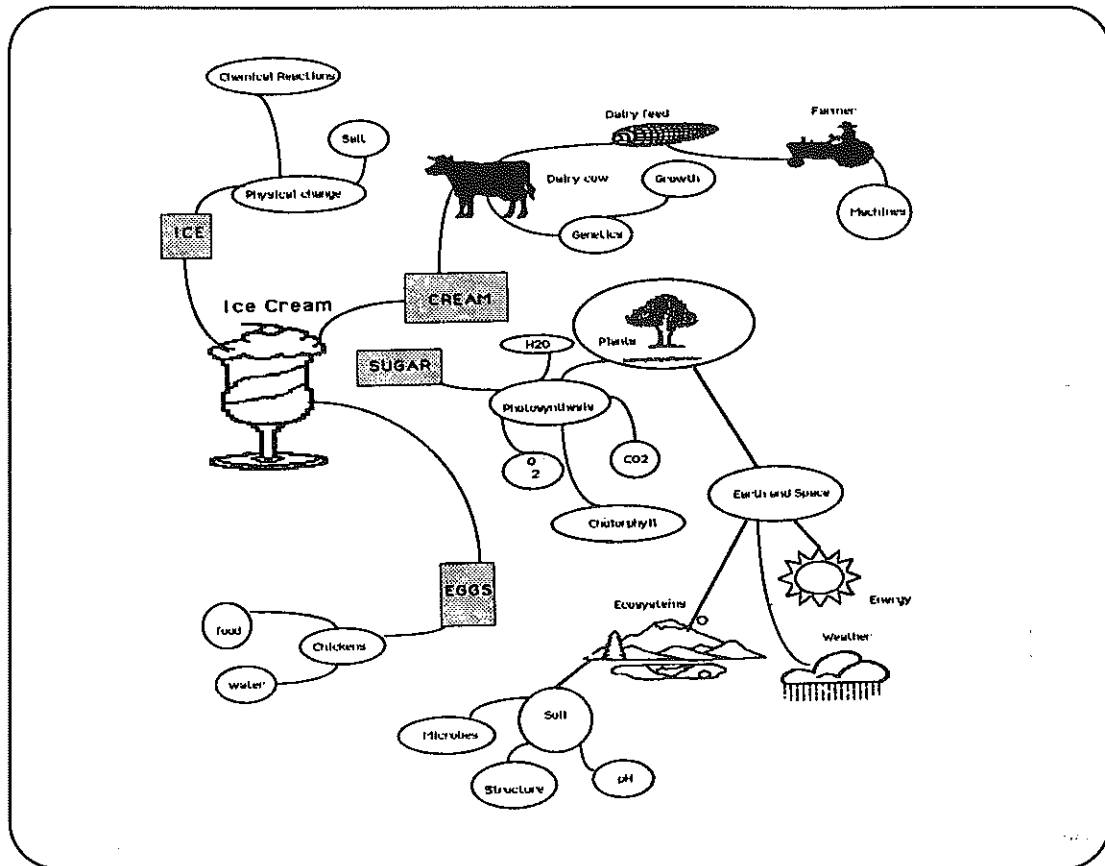 Chemical Reactions
Salt
Physical change
ICE
Ice Cream
Dairy feed
Farmer
Dairy cow
Growth
Genetics
Machines
CREAM
SUGAR
H2O
Plants
Photosynthesis
O
2
CO2
Chlorophyll
Earth and Space
Energy
Weather
Ecosystems
EGGS
food
Chickens
Water
Soil
Microbes
Structure
pH